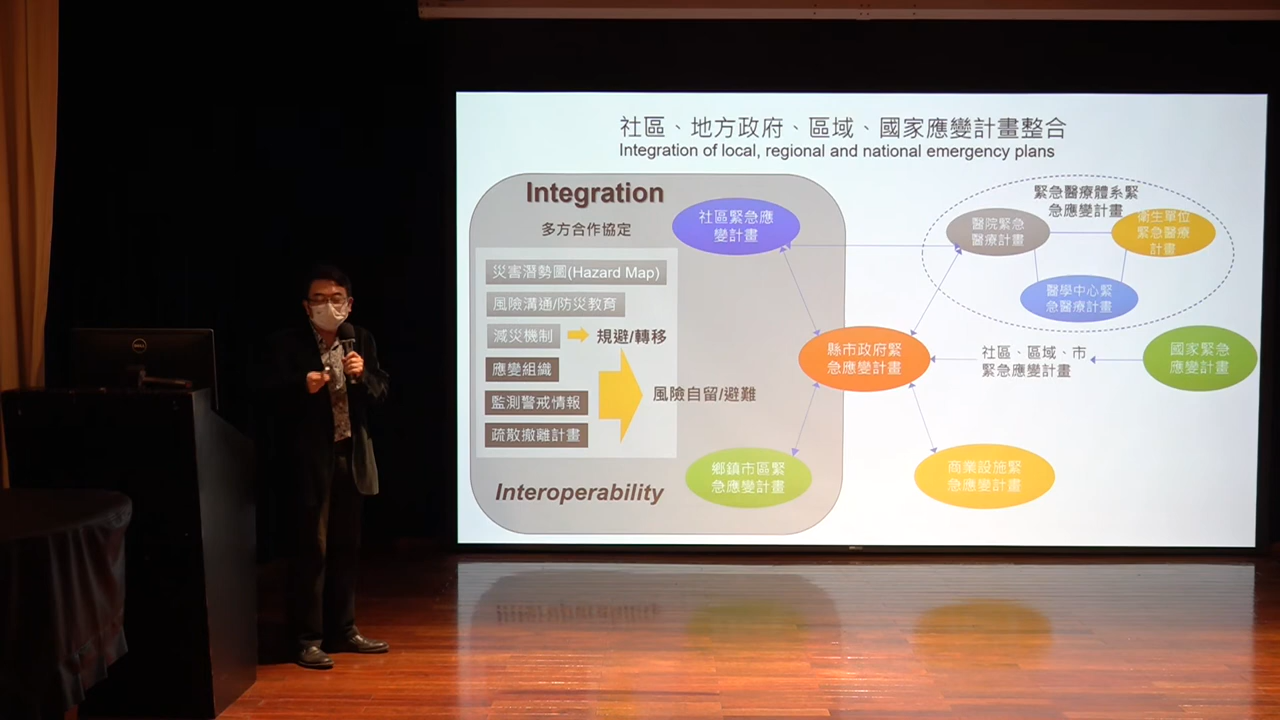 社區、地方政府、區域、國家應變計畫整合
Integration of local, regional and national emergency plans
Integration
多方合作協定
災害潛勢圖(Hazard Map)
風險溝通/防災教育
減災機制
規避/轉移
應變組織
監測警戒情報
疏散撤離計畫
風險自留/避難
Interoperability
社區緊急應
變計畫
縣市政府緊
急應變計畫
鄉鎮市區緊
急應變計畫
緊急醫療體系緊
急應變計畫
醫院緊急
醫療計畫
衛生單位
緊急醫療
計畫
醫學中心緊
急醫療計畫
社區、區域、市
緊急應變計畫
國家緊急
應變計畫
商業設施緊
急應變計畫
DELL